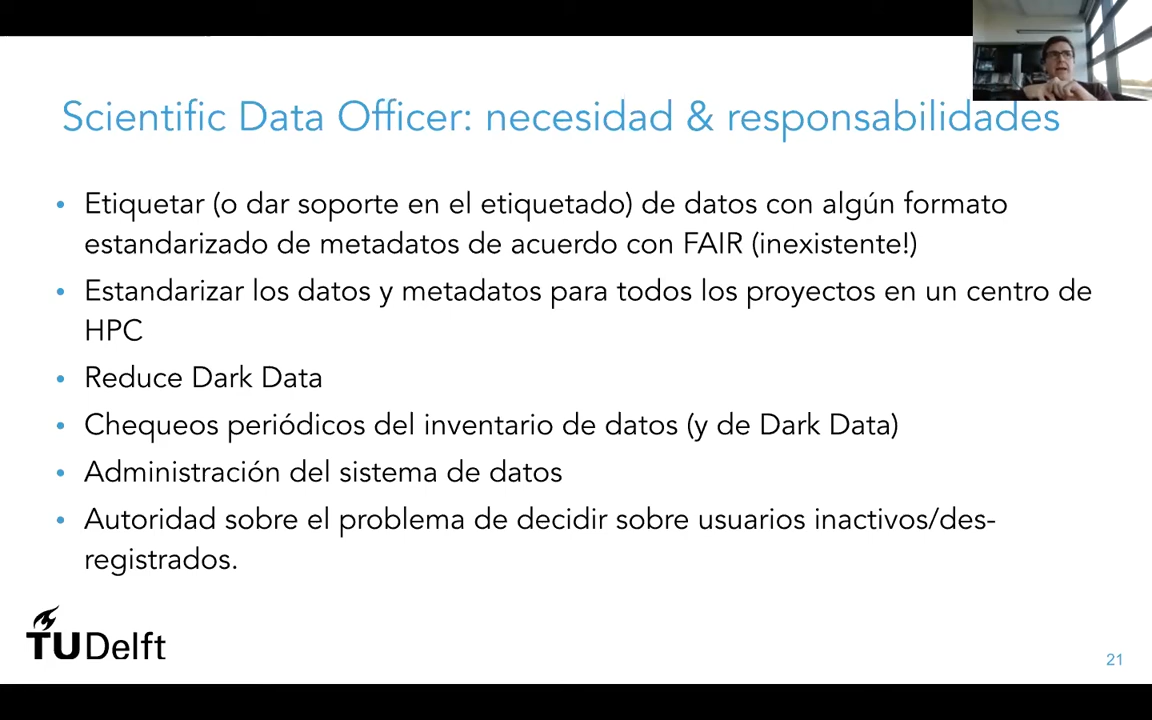 Scientific Data Officer: necesidad & responsabilidades
• Etiquetar (o dar soporte en el etiquetado) de datos con algún formato
estandarizado de metadatos de acuerdo con FAIR (inexistente!)
• Estandarizar los datos y metadatos para todos los proyectos en un centro de
HPC
• Reduce Dark Data
• Chequeos periódicos del inventario de datos (y de Dark Data)
• Administración del sistema de datos
• Autoridad sobre el problema de decidir sobre usuarios inactivos/des-
registrados.
TU Delft
21